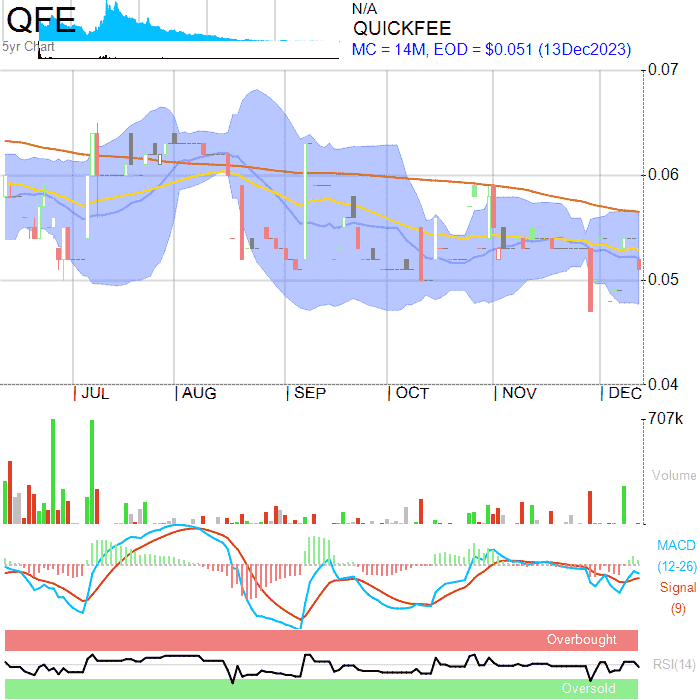 QFE
5yr Chart
N/A
QUICKFEE
MC = 14M, EOD = $0.051 (13Dec2023)
0.07
0.06
0.05
0.04
JUL AUG SEP OCT NOV DEC
707k
Volume
MACD
(12-26)
Signal
(9)
Overbought
RSI(14)
Oversold